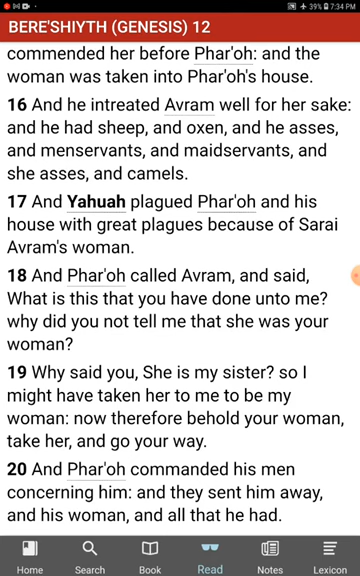 39% 7:34 PM
BERE'SHIYTH (GENESIS) 12
commended her before Phar'oh: and the
woman was taken into Phar'oh's house.
16 And he intreated Avram well for her sake:
and he had sheep, and oxen, and he asses,
and menservants, and maidservants, and
she asses, and camels.
17 And Yahuah plagued Phar'oh and his
house with great plagues because of Sarai
Avram's woman.
18 And Phar'oh called Avram, and said,
What is this that you have done unto me?
why did you not tell me that she was your
woman?
19 Why said you, She is my sister? so I
might have taken her to me to be my
woman: now therefore behold your woman,
take her, and go your way.
20 And Phar'oh commanded his men
concerning him: and they sent him away,
and his woman, and all that he had.
Home Search Book Read Notes Lexicon